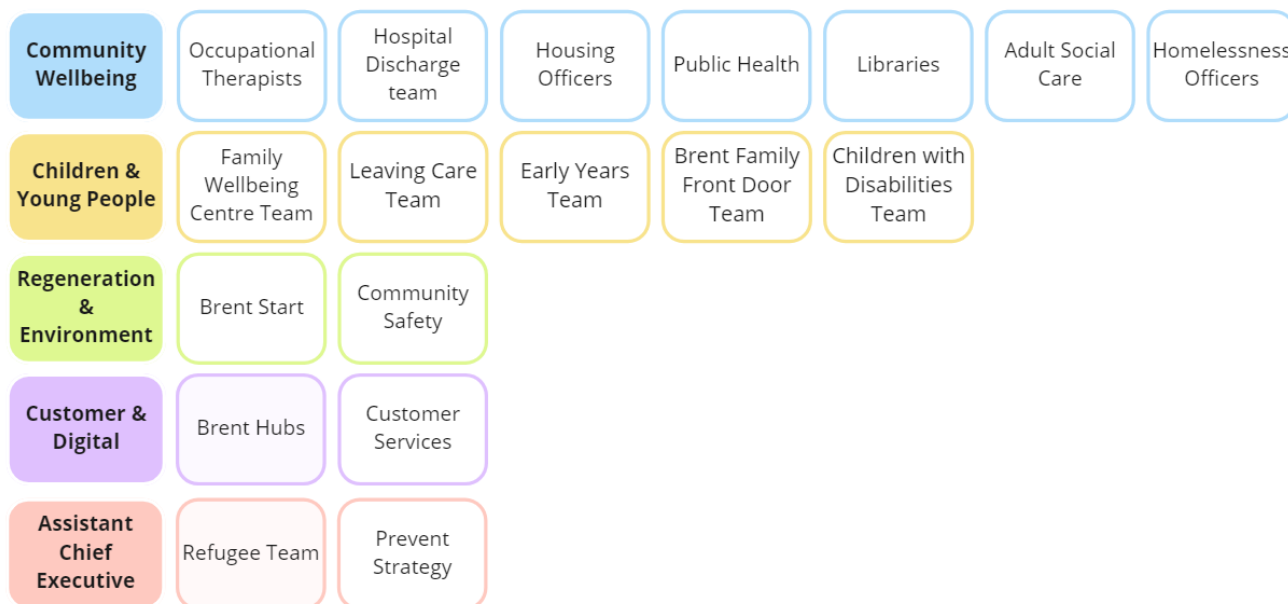 Community
Wellbeing
Occupational
Therapists
Hospital
Discharge
team
Housing
Officers
Public Health
Libraries
Adult Social
Care
Homelessness
Officers
Children &
Young People
Family
Wellbeing
Centre Team
Leaving Care
Team
Early Years
Team
Brent Family
Front Door
Team
Children with
Disabilities
Team
Regeneration
&
Environment
Brent Start
Community
Safety
Customer &
Digital
Brent Hubs
Customer
Services
Assistant
Chief
Executive
Refugee Team
Prevent
Strategy